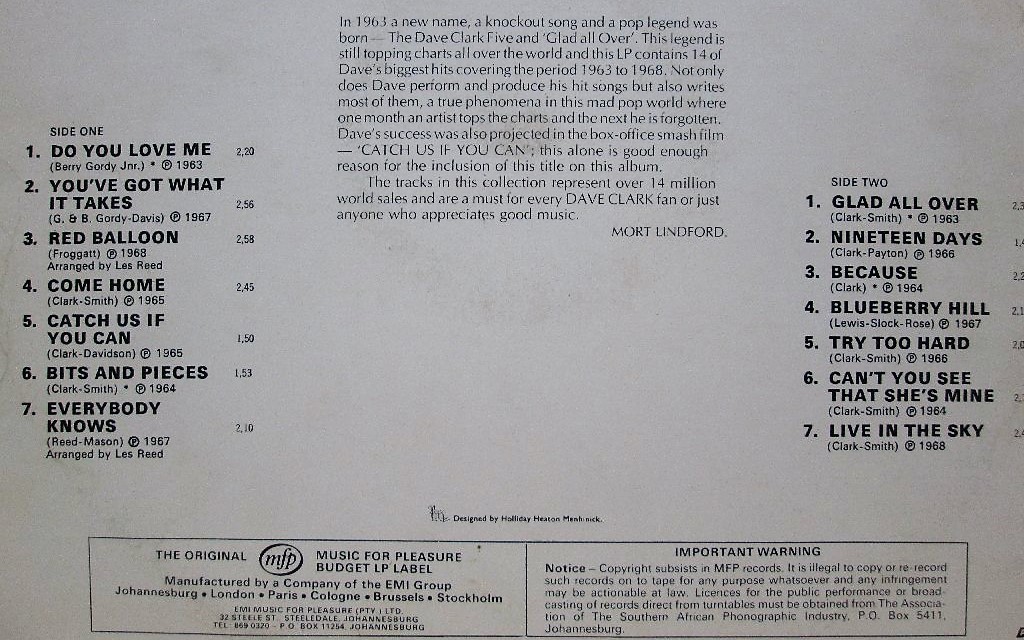 In 1963 a new name, a knockout song and a pop legend was
born — The Dave Clark Five and 'Glad all Over'. This legend is
still topping charts all over the world and this LP contains 14 of
Dave's biggest hits covering the period 1963 to 1968. Not only
does Dave perform and produce his hit songs but also writes
most of them, a true phenomena in this mad pop world where
one month an artist tops the charts and the next he is forgotten.
Dave's success was also projected in the box-office smash film
— 'CATCH US IF YOU CAN'; this alone is good enough
reason for the inclusion of this title on this album.
The tracks in this collection represent over 14 million
world sales and are a must for every DAVE CLARK fan or just
anyone who appreciates good music.
MORT LINDFORD.
SIDE ONE
1. DO YOU LOVE ME 2,20
(Berry Gordy Jnr.) * ℗ 1963
2. YOU'VE GOT WHAT
IT TAKES 2,56
(G. & B. Gordy-Davis) ℗ 1967
3. RED BALLOON 2,58
(Froggatt) ℗ 1968
Arranged by Les Reed
4. COME HOME 2,45
(Clark-Smith) ℗ 1965
5. CATCH US IF
YOU CAN 1,50
(Clark-Davidson) ℗ 1965
6. BITS AND PIECES 1,53
(Clark-Smith) * ℗ 1964
7. EVERYBODY
KNOWS 2,10
(Reed-Mason) ℗ 1967
Arranged by Les Reed
SIDE TWO
1. GLAD ALL OVER
(Clark-Smith) * ℗ 1963
2. NINETEEN DAYS
(Clark-Payton) ℗ 1966
3. BECAUSE
(Clark) * ℗ 1964
4. BLUEBERRY HILL
(Lewis-Slock-Rose) ℗ 1967
5. TRY TOO HARD
(Clark-Smith) ℗ 1966
6. CAN'T YOU SEE
THAT SHE'S MINE
(Clark-Smith) ℗ 1964
7. LIVE IN THE SKY
(Clark-Smith) ℗ 1968
Designed by Holliday Heaton Menhinick.
THE ORIGINAL mfp MUSIC FOR PLEASURE
BUDGET LP LABEL
Manufactured by a Company of the EMI Group
Johannesburg • London • Paris • Cologne • Brussels • Stockholm
EMI MUSIC FOR PLEASURE (PTY.) LTD.
32 STEELE ST. STEELEDALE, JOHANNESBURG
TEL. 869 0320 - P.O. BOX 11254, JOHANNESBURG
IMPORTANT WARNING
Notice – Copyright subsists in MFP records. It is illegal to copy or re-record
such records on to tape for any purpose whatsoever and any infringement
may be actionable at law. Licences for the public performance or broad-
casting of records direct from turntables must be obtained from The Associa-
tion of The Southern African Phonographic Industry, P.O. Box 5411,
Johannesburg.